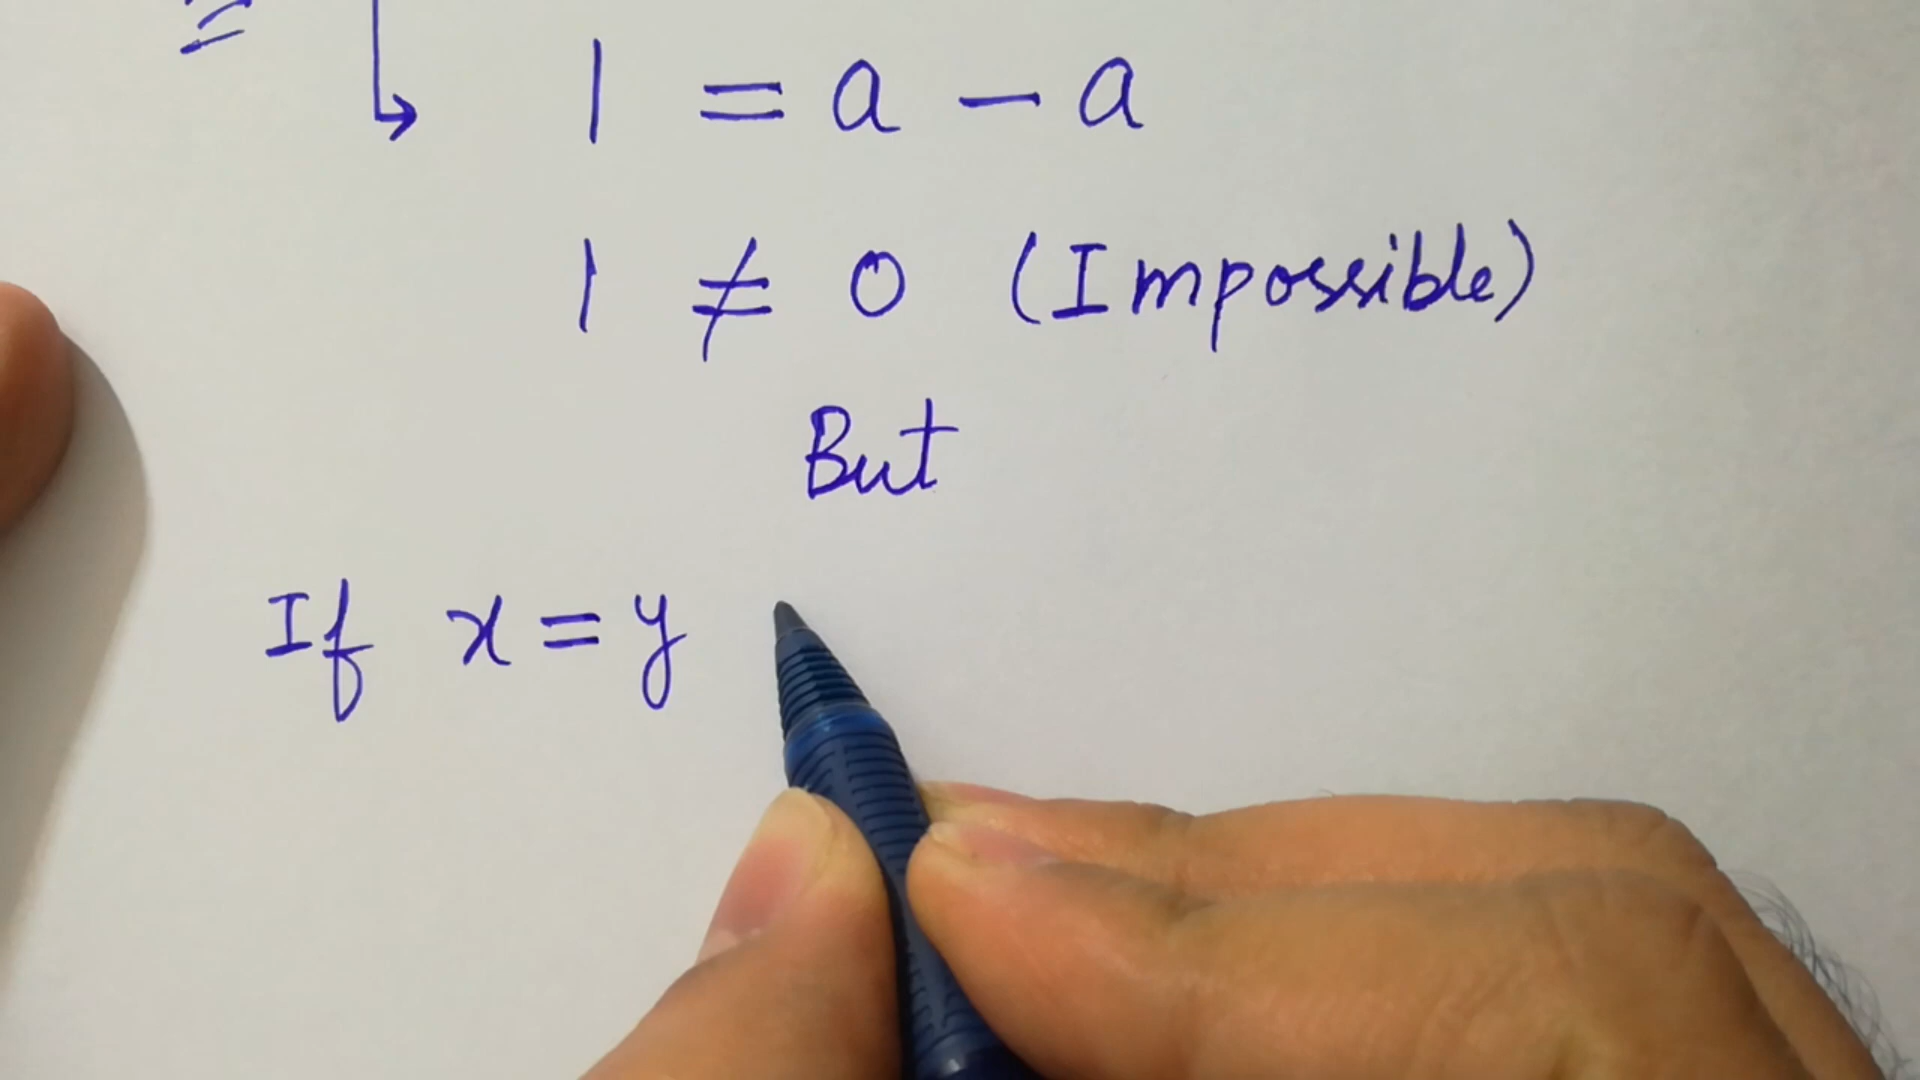 1 = a - a
1 ≠ 0 (Impossible)
But
If x = y